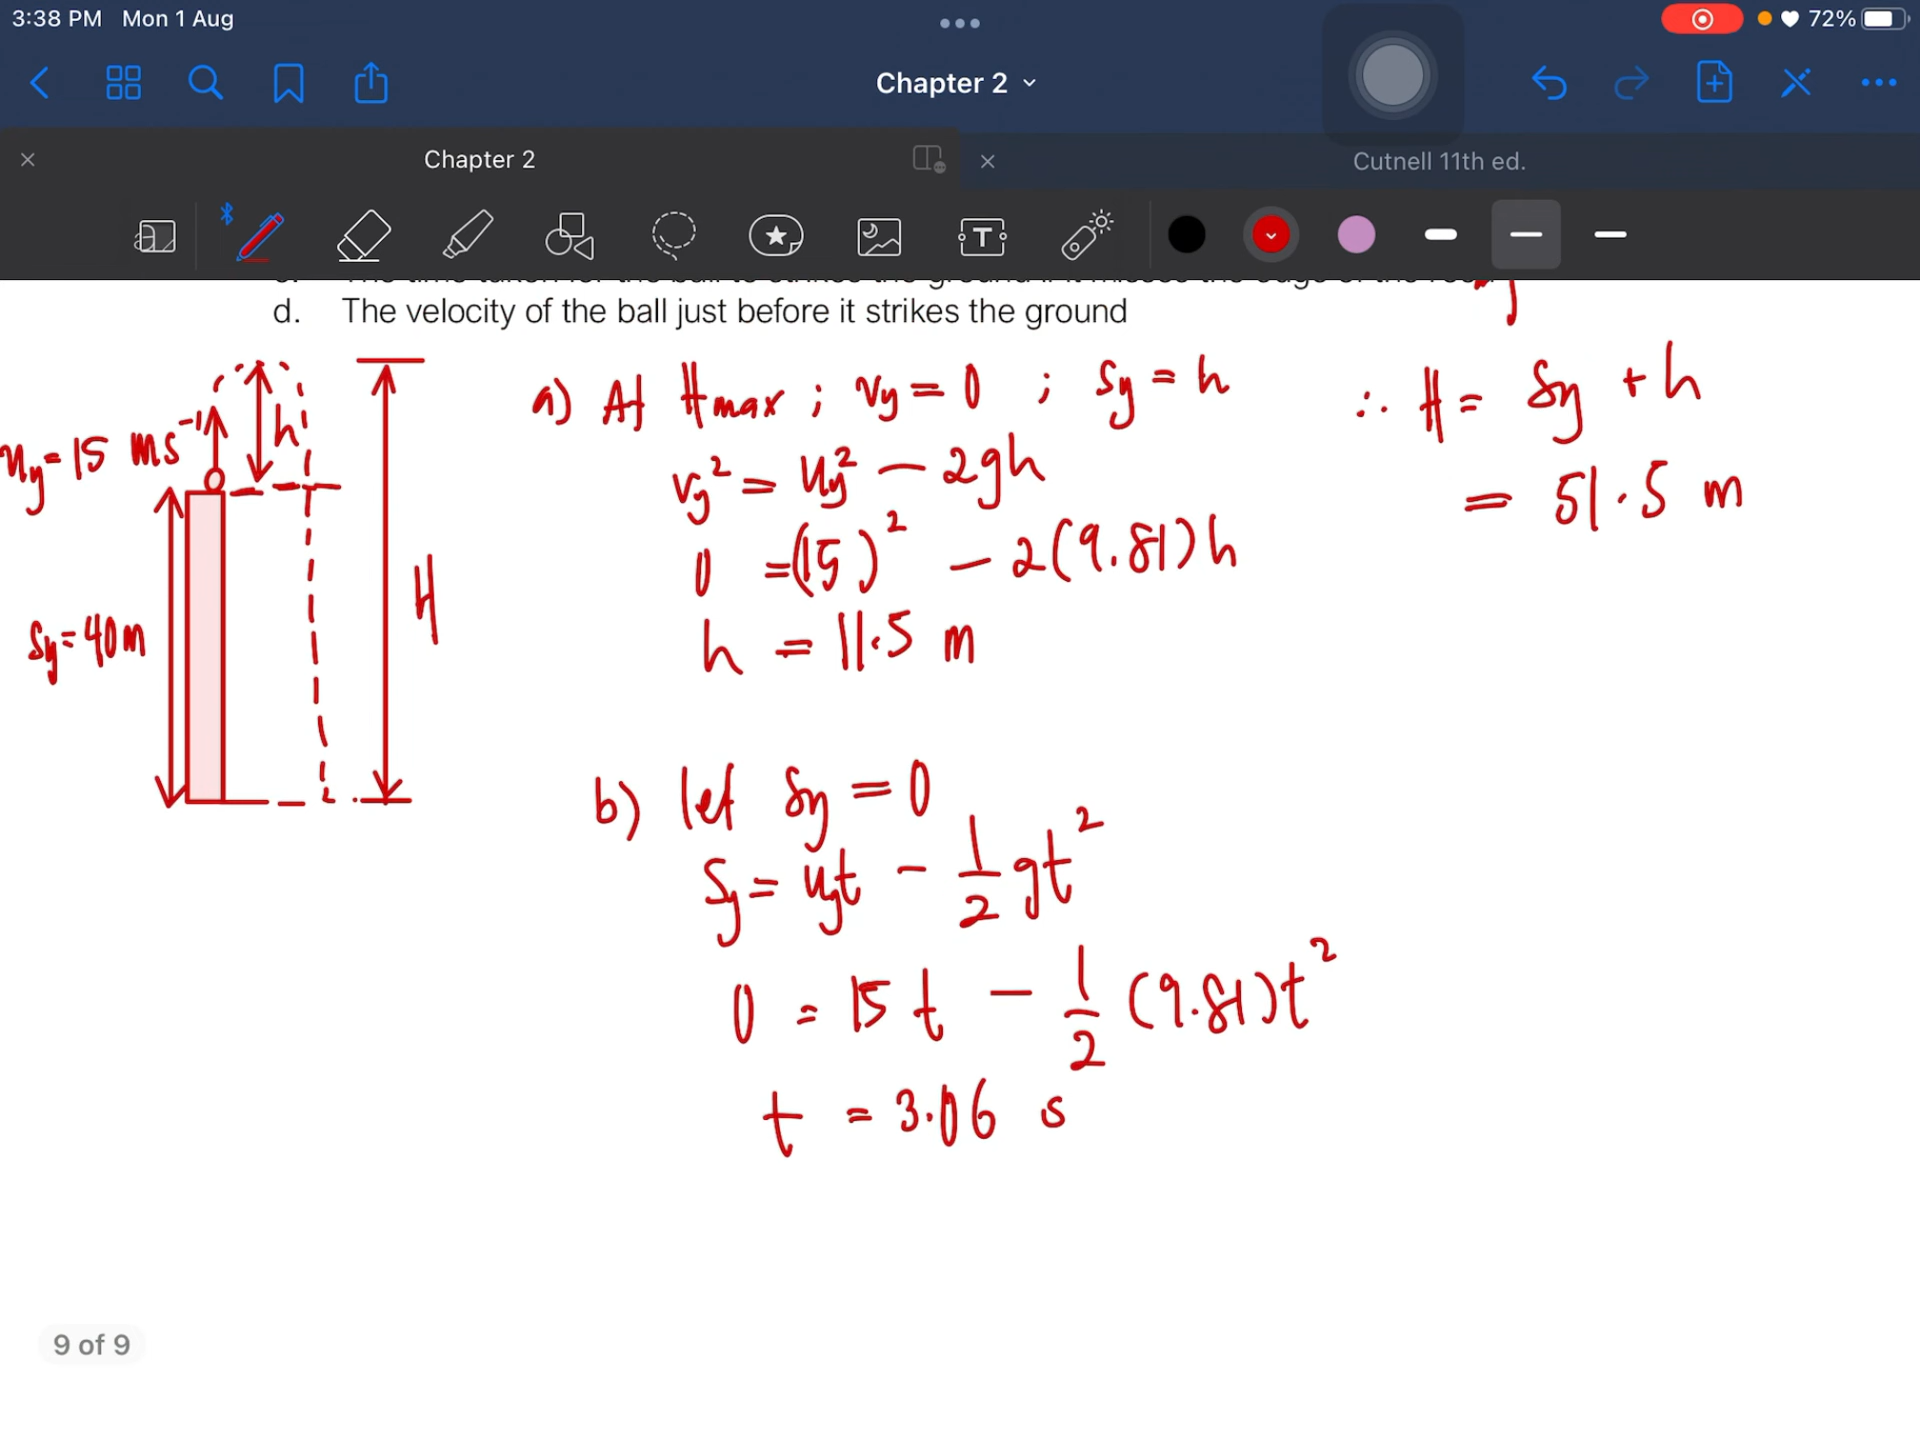 3:38 PM Mon 1 Aug
72%
Chapter 2
Chapter 2
Cutnell 11th ed.
d. The velocity of the ball just before it strikes the ground
a) At Hmax ; vy = 0 ; sy = h
∴ H = sy + h
uy = 15 ms⁻¹
h
vy² = uy² − 2gh
= 51.5 m
0 = (15)² − 2(9.81)h
H
sy = 40 m
h = 11.5 m
b) let sy = 0
sy = uyt − 1/2 gt²
0 = 15 t − 1/2 (9.81)t²
t = 3.06 s
9 of 9